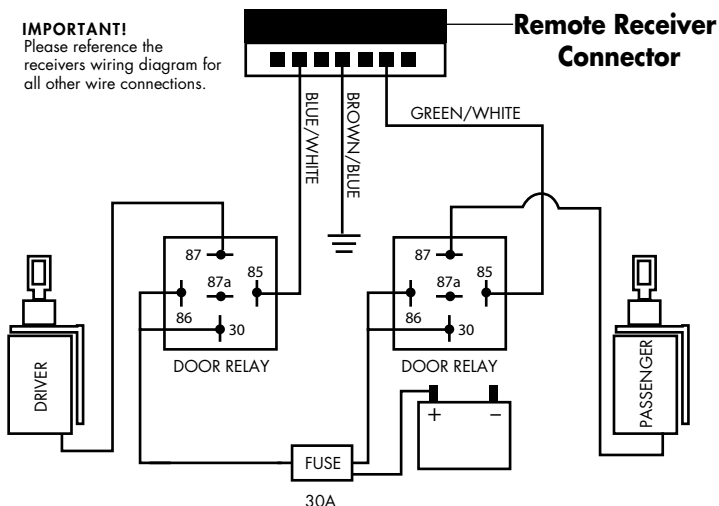 IMPORTANT!
Please reference the
receivers wiring diagram for
all other wire connections.
Remote Receiver
Connector
BLUE/WHITE
BROWN/BLUE
GREEN/WHITE
87
87a
85
86
30
DOOR RELAY
87
87a
85
86
30
DOOR RELAY
DRIVER
PASSENGER
+ –
FUSE
30A